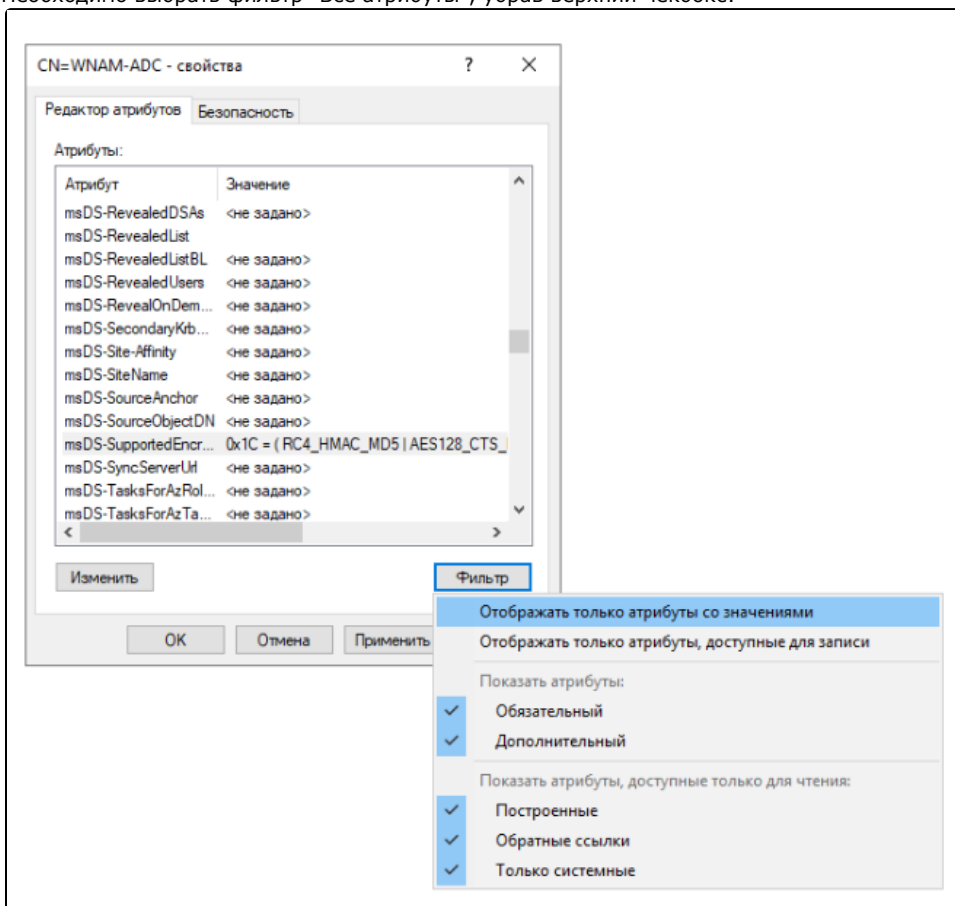 CN=WNAM-ADC - свойства ? ×
Редактор атрибутов Безопасность
Атрибуты:
Атрибут Значение
msDS-RevealedDSAs <не задано>
msDS-RevealedList
msDS-RevealedListBL <не задано>
msDS-RevealedUsers <не задано>
msDS-RevealOnDem... <не задано>
msDS-SecondaryKrb... <не задано>
msDS-Site-Affinity <не задано>
msDS-SiteName <не задано>
msDS-SourceAnchor <не задано>
msDS-SourceObjectDN <не задано>
msDS-SupportedEncr... 0x1C = ( RC4_HMAC_MD5 | AES128_CTS_
msDS-SyncServerUrl <не задано>
msDS-TasksForAzRol... <не задано>
msDS-TasksForAzTa... <не задано>
Изменить Фильтр
OK Отмена Применить
Отображать только атрибуты со значениями
Отображать только атрибуты, доступные для записи
Показать атрибуты:
Обязательный
Дополнительный
Показать атрибуты, доступные только для чтения:
Построенные
Обратные ссылки
Только системные